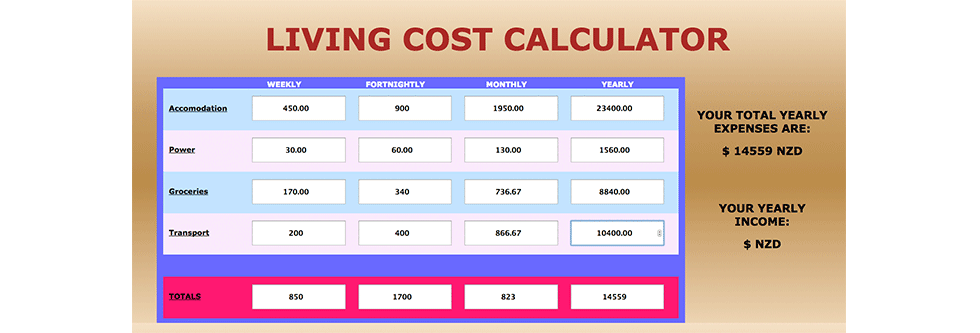 LIVING COST CALCULATOR
WEEKLY FORTNIGHTLY MONTHLY YEARLY
Accomodation 450.00 900 1950.00 23400.00
Power 30.00 60.00 130.00 1560.00
Groceries 170.00 340 736.67 8840.00
Transport 200 400 866.67 10400.00
TOTALS 850 1700 823 14559
YOUR TOTAL YEARLY
EXPENSES ARE:
$ 14559 NZD
YOUR YEARLY
INCOME:
$ NZD